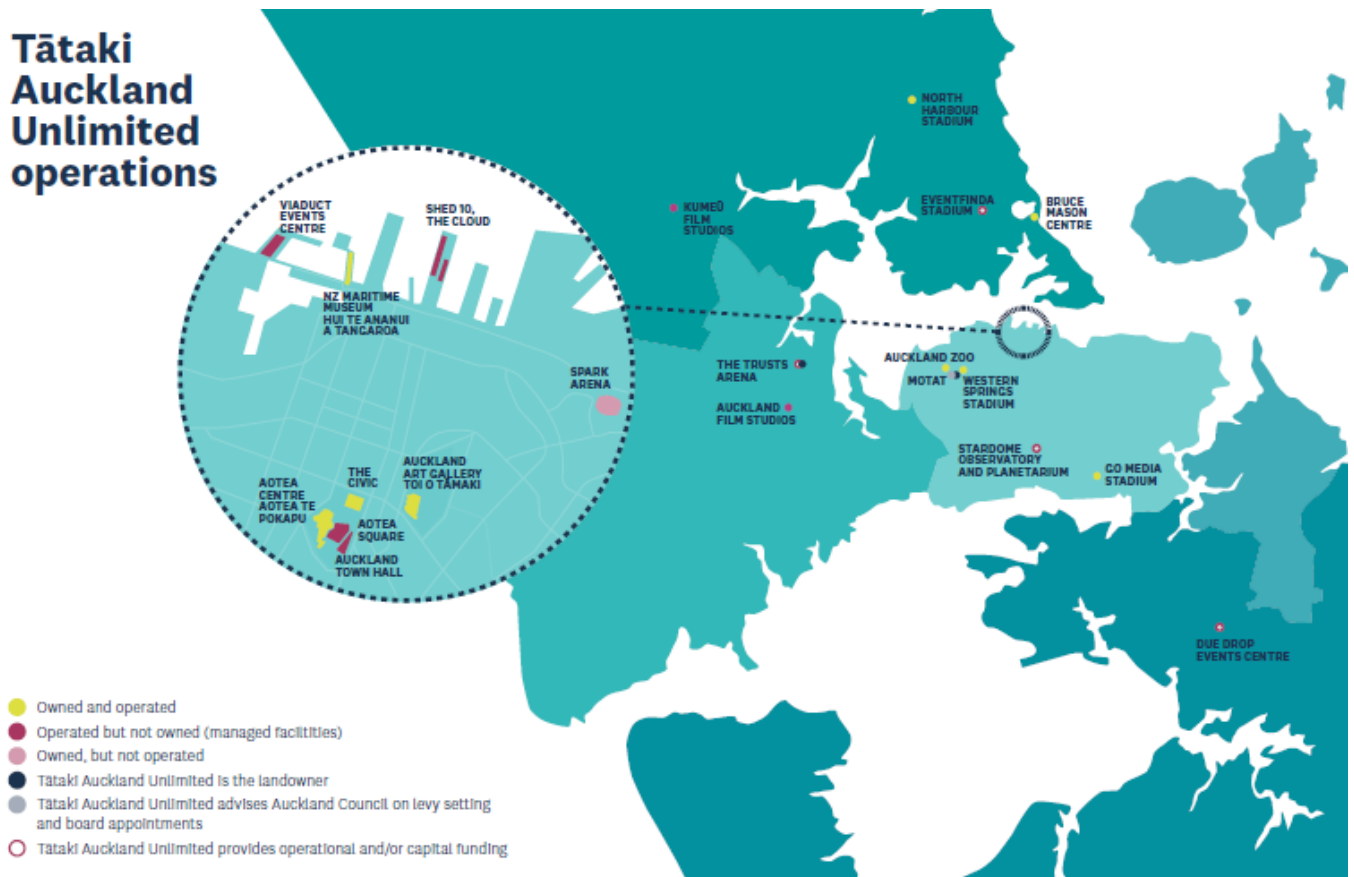 Tātaki
Auckland
Unlimited
operations
VIADUCT
EVENTS
CENTRE
SHED 10,
THE CLOUD
NZ MARITIME
MUSEUM
HUI TE ANANUI
A TANGAROA
SPARK
ARENA
AUCKLAND
ART GALLERY
TOI O TĀMAKI
THE
CIVIC
AOTEA
CENTRE
AOTEA TE
POKAPU
AOTEA
SQUARE
AUCKLAND
TOWN HALL
NORTH
HARBOUR
STADIUM
KUMEŪ
FILM
STUDIOS
EVENTFINDA
STADIUM
BRUCE
MASON
CENTRE
THE TRUSTS
ARENA
AUCKLAND
FILM STUDIOS
AUCKLAND ZOO
MOTAT
WESTERN
SPRINGS
STADIUM
STARDOME
OBSERVATORY
AND PLANETARIUM
GO MEDIA
STADIUM
DUE DROP
EVENTS CENTRE
Owned and operated
Operated but not owned (managed faciltities)
Owned, but not operated
Tātaki Auckland Unlimited is the landowner
Tātaki Auckland Unlimited advises Auckland Council on levy setting
and board appointments
Tātaki Auckland Unlimited provides operational and/or capital funding